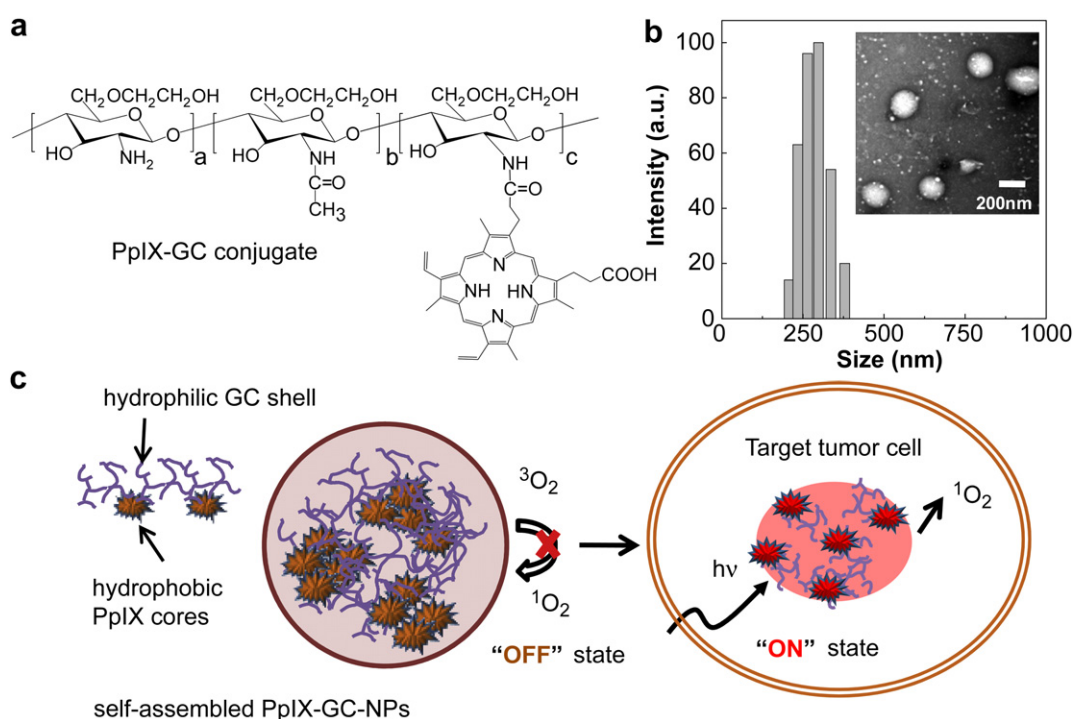 a
CH₂OCH₂CH₂OH CH₂OCH₂CH₂OH CH₂OCH₂CH₂OH
O O O
O O O
HO HO HO
NH₂ NH NH
a b c
C=O C=O
CH₃
PpIX-GC conjugate
N
NH HN
N
COOH
b
Intensity (a.u.)
100
80
60
40
20
0
0 250 500 750 1000
Size (nm)
200nm
c
hydrophilic GC shell
hydrophobic
PpIX cores
self-assembled PpIX-GC-NPs
³O₂
¹O₂
“OFF” state
Target tumor cell
¹O₂
hν
“ON” state